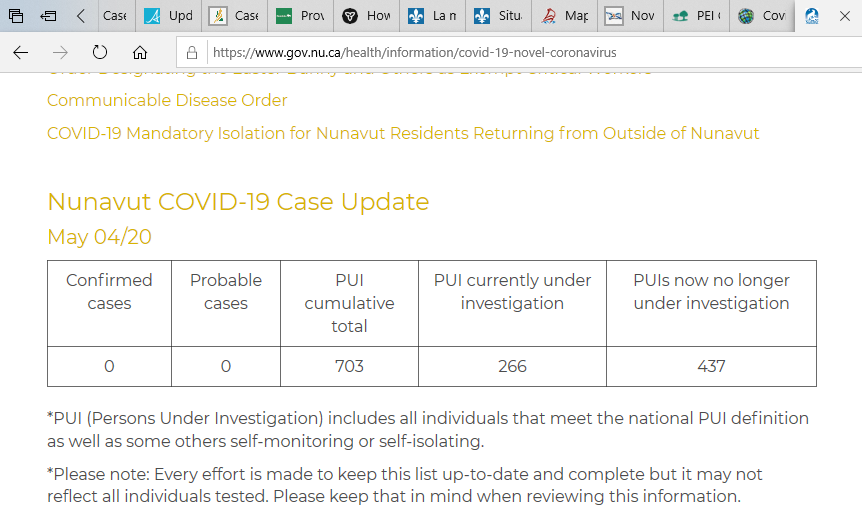 Case
Upd
Case
Prov
How
La n
Situ
Map
Nov
PEI
Cov
https://www.gov.nu.ca/health/information/covid-19-novel-coronavirus
Communicable Disease Order
COVID-19 Mandatory Isolation for Nunavut Residents Returning from Outside of Nunavut
Nunavut COVID-19 Case Update
May 04/20
Confirmed cases
Probable cases
PUI cumulative total
PUI currently under investigation
PUIs now no longer under investigation
0 0 703 266 437
*PUI (Persons Under Investigation) includes all individuals that meet the national PUI definition
as well as some others self-monitoring or self-isolating.
*Please note: Every effort is made to keep this list up-to-date and complete but it may not
reflect all individuals tested. Please keep that in mind when reviewing this information.